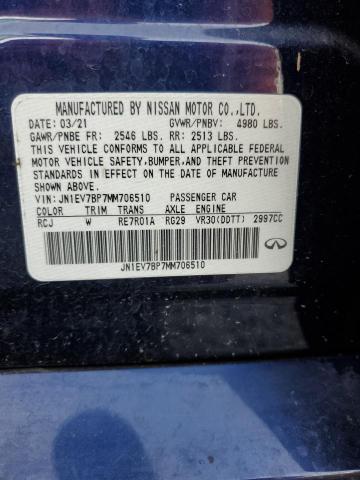 MANUFACTURED BY NISSAN MOTOR CO.,LTD.
DATE: 03/21 GVWR/PNBV: 4980 LBS.
GAWR/PNBE FR: 2546 LBS. RR: 2513 LBS.
THIS VEHICLE CONFORMS TO ALL APPLICABLE FEDERAL
MOTOR VEHICLE SAFETY,BUMPER,AND THEFT PREVENTION
STANDARDS IN EFFECT ON THE DATE OF MANUFACTURE
SHOWN ABOVE.
VIN: JN1EV7BP7MM706510 PASSENGER CAR
COLOR TRIM TRANS AXLE ENGINE
RCJ W RE7R01A RG29 VR30(DDTT) 2997CC
JN1EV7BP7MM706510